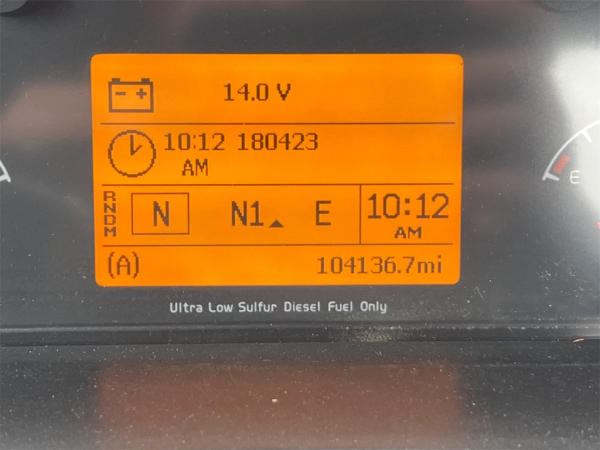 - +
14.0 V
10:12 180423
AM
RNDM N N1 E 10:12
AM
(A) 104136.7mi
Ultra Low Sulfur Diesel Fuel Only
E